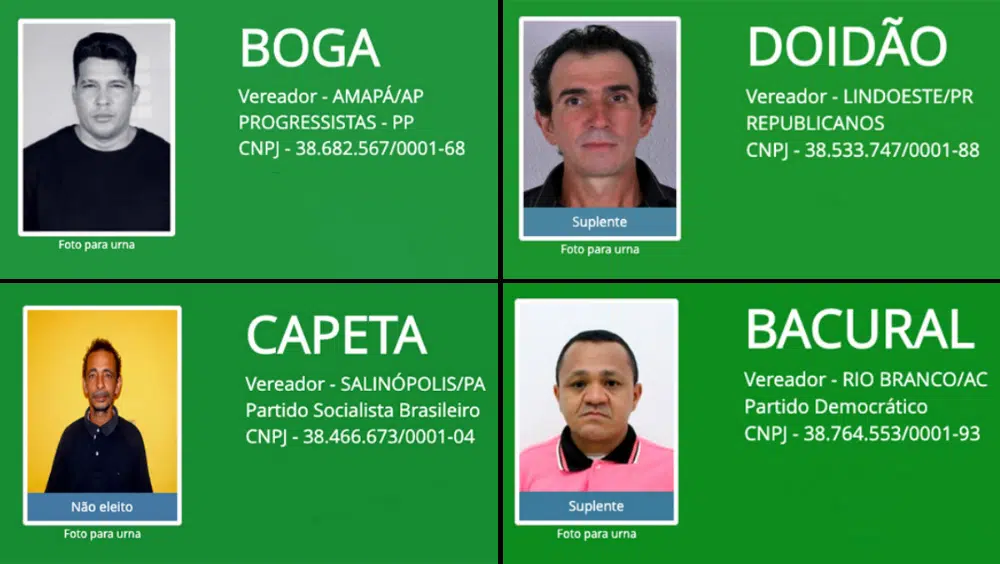 BOGA
Vereador - AMAPÁ/AP
PROGRESSISTAS - PP
CNPJ - 38.682.567/0001-68
Foto para urna
DOIDÃO
Vereador - LINDOESTE/PR
REPUBLICANOS
CNPJ - 38.533.747/0001-88
Suplente
Foto para urna
CAPETA
Vereador - SALINÓPOLIS/PA
Partido Socialista Brasileiro
CNPJ - 38.466.673/0001-04
Não eleito
Foto para urna
BACURAL
Vereador - RIO BRANCO/AC
Partido Democrático
CNPJ - 38.764.553/0001-93
Suplente
Foto para urna